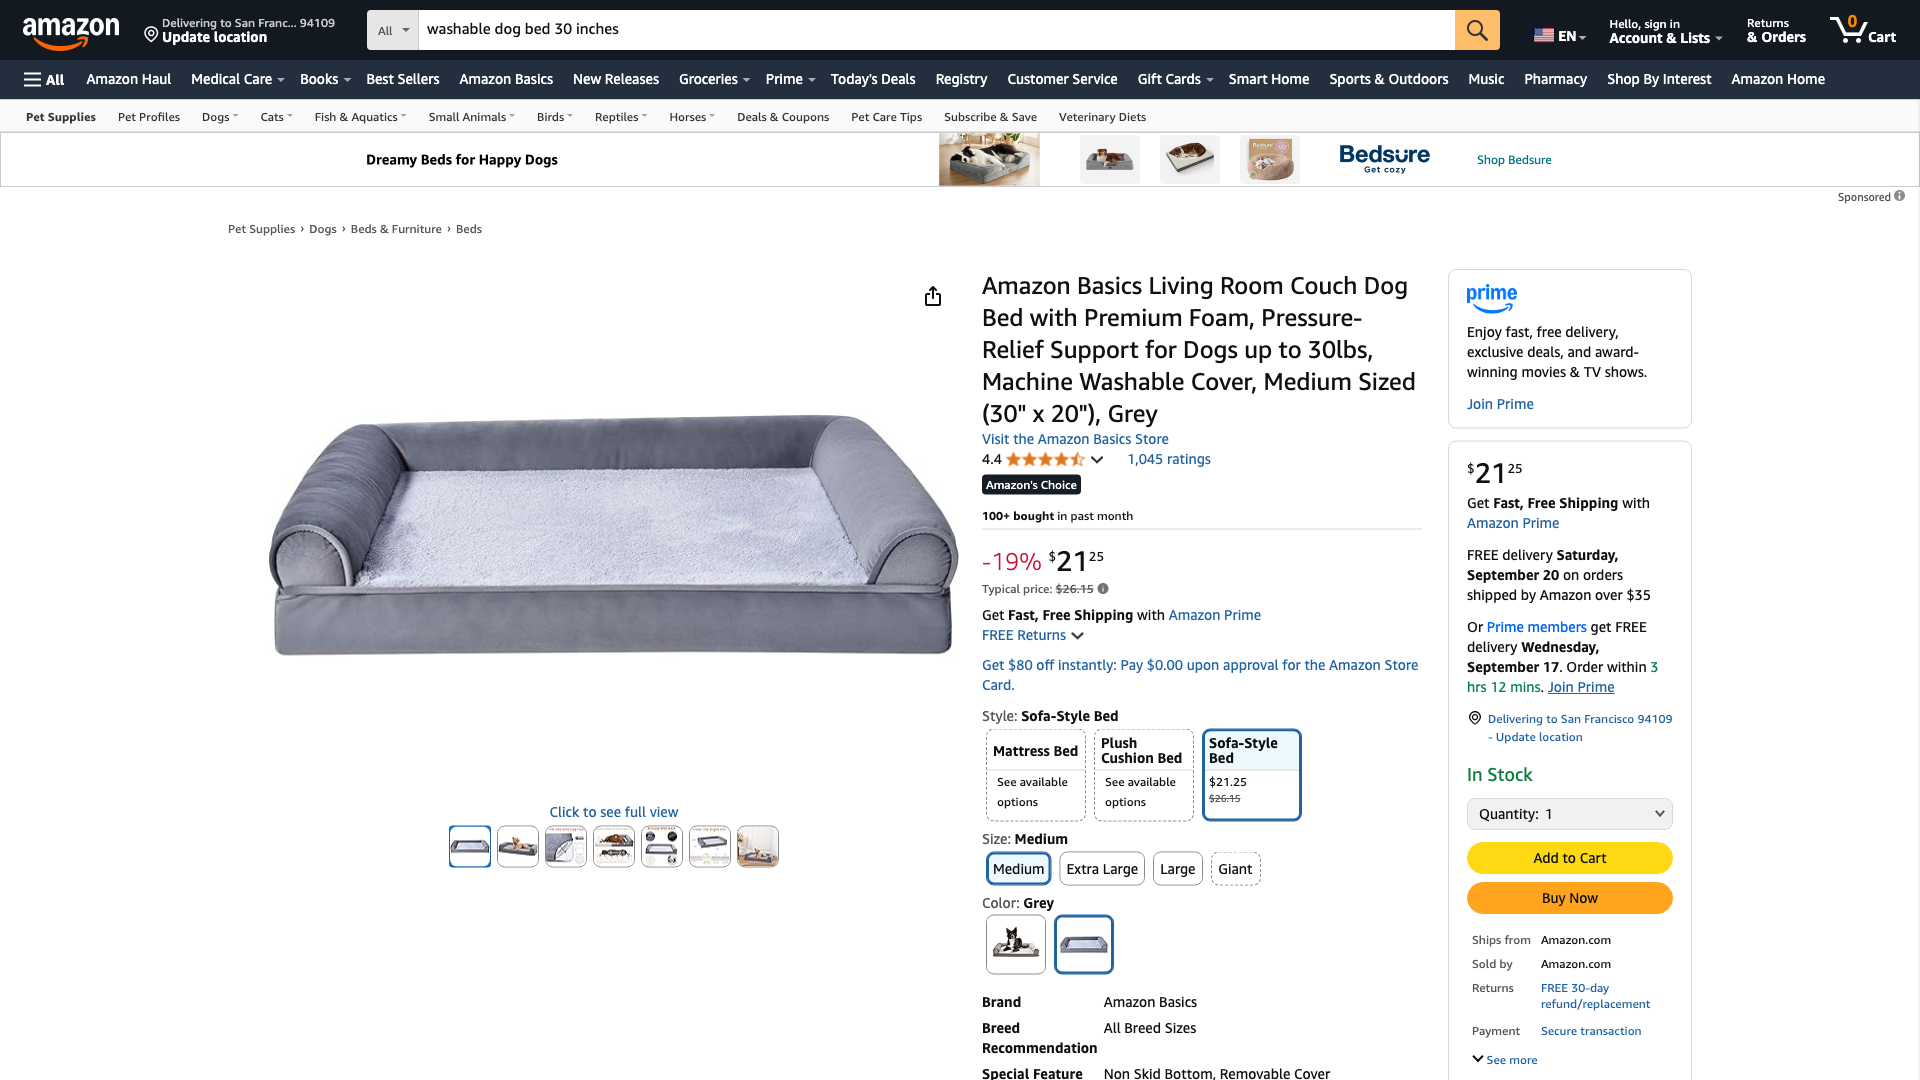 amazon
Delivering to San Franc... 94109
Update location
All
washable dog bed 30 inches
EN
Hello, sign in
Account & Lists
Returns
& Orders
0
Cart
All
Amazon Haul
Medical Care
Books
Best Sellers
Amazon Basics
New Releases
Groceries
Prime
Today's Deals
Registry
Customer Service
Gift Cards
Smart Home
Sports & Outdoors
Music
Pharmacy
Shop By Interest
Amazon Home
Pet Supplies
Pet Profiles
Dogs
Cats
Fish & Aquatics
Small Animals
Birds
Reptiles
Horses
Deals & Coupons
Pet Care Tips
Subscribe & Save
Veterinary Diets
Dreamy Beds for Happy Dogs
Bedsure
Get cozy
Shop Bedsure
Sponsored
Pet Supplies › Dogs › Beds & Furniture › Beds
Click to see full view
Amazon Basics Living Room Couch Dog
Bed with Premium Foam, Pressure-
Relief Support for Dogs up to 30lbs,
Machine Washable Cover, Medium Sized
(30" x 20"), Grey
Visit the Amazon Basics Store
4.4
1,045 ratings
Amazon's Choice
100+ bought in past month
-19% $21 25
Typical price: $26.15
Get Fast, Free Shipping with Amazon Prime
FREE Returns
Get $80 off instantly: Pay $0.00 upon approval for the Amazon Store
Card.
Style: Sofa-Style Bed
Mattress Bed
See available
options
Plush
Cushion Bed
See available
options
Sofa-Style
Bed
$21.25
$26.15
Size: Medium
Medium
Extra Large
Large
Giant
Color: Grey
Brand
Amazon Basics
Breed
Recommendation
All Breed Sizes
Special Feature
Non Skid Bottom, Removable Cover
prime
Enjoy fast, free delivery,
exclusive deals, and award-
winning movies & TV shows.
Join Prime
$21 25
Get Fast, Free Shipping with
Amazon Prime
FREE delivery Saturday,
September 20 on orders
shipped by Amazon over $35
Or Prime members get FREE
delivery Wednesday,
September 17. Order within 3
hrs 12 mins. Join Prime
Delivering to San Francisco 94109
- Update location
In Stock
Quantity: 1
Add to Cart
Buy Now
Ships from
Amazon.com
Sold by
Amazon.com
Returns
FREE 30-day
refund/replacement
Payment
Secure transaction
See more